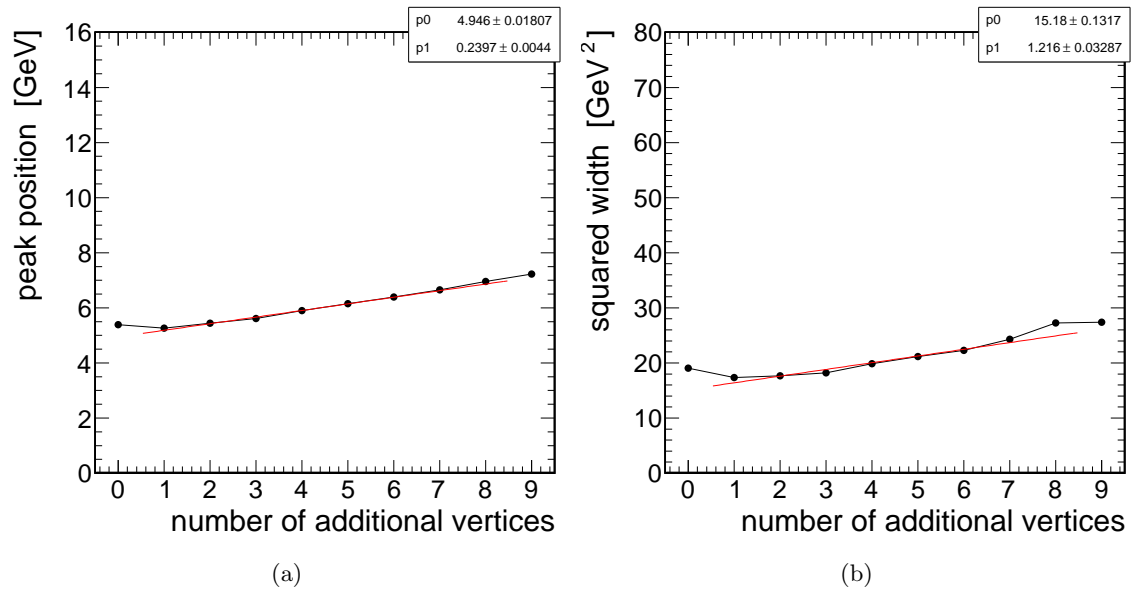 p0 4.946 ± 0.01807
p1 0.2397 ± 0.0044
peak position [GeV]
16
14
12
10
8
6
4
2
0
0 1 2 3 4 5 6 7 8 9
number of additional vertices
(a)
p0 15.18 ± 0.1317
p1 1.216 ± 0.03287
squared width [GeV²]
80
70
60
50
40
30
20
10
0
0 1 2 3 4 5 6 7 8 9
number of additional vertices
(b)